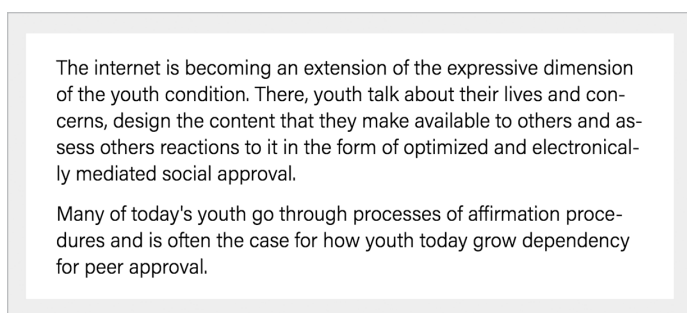 The internet is becoming an extension of the expressive dimension
of the youth condition. There, youth talk about their lives and con-
cerns, design the content that they make available to others and as-
sess others reactions to it in the form of optimized and electronical-
ly mediated social approval.
Many of today's youth go through processes of affirmation proce-
dures and is often the case for how youth today grow dependency
for peer approval.